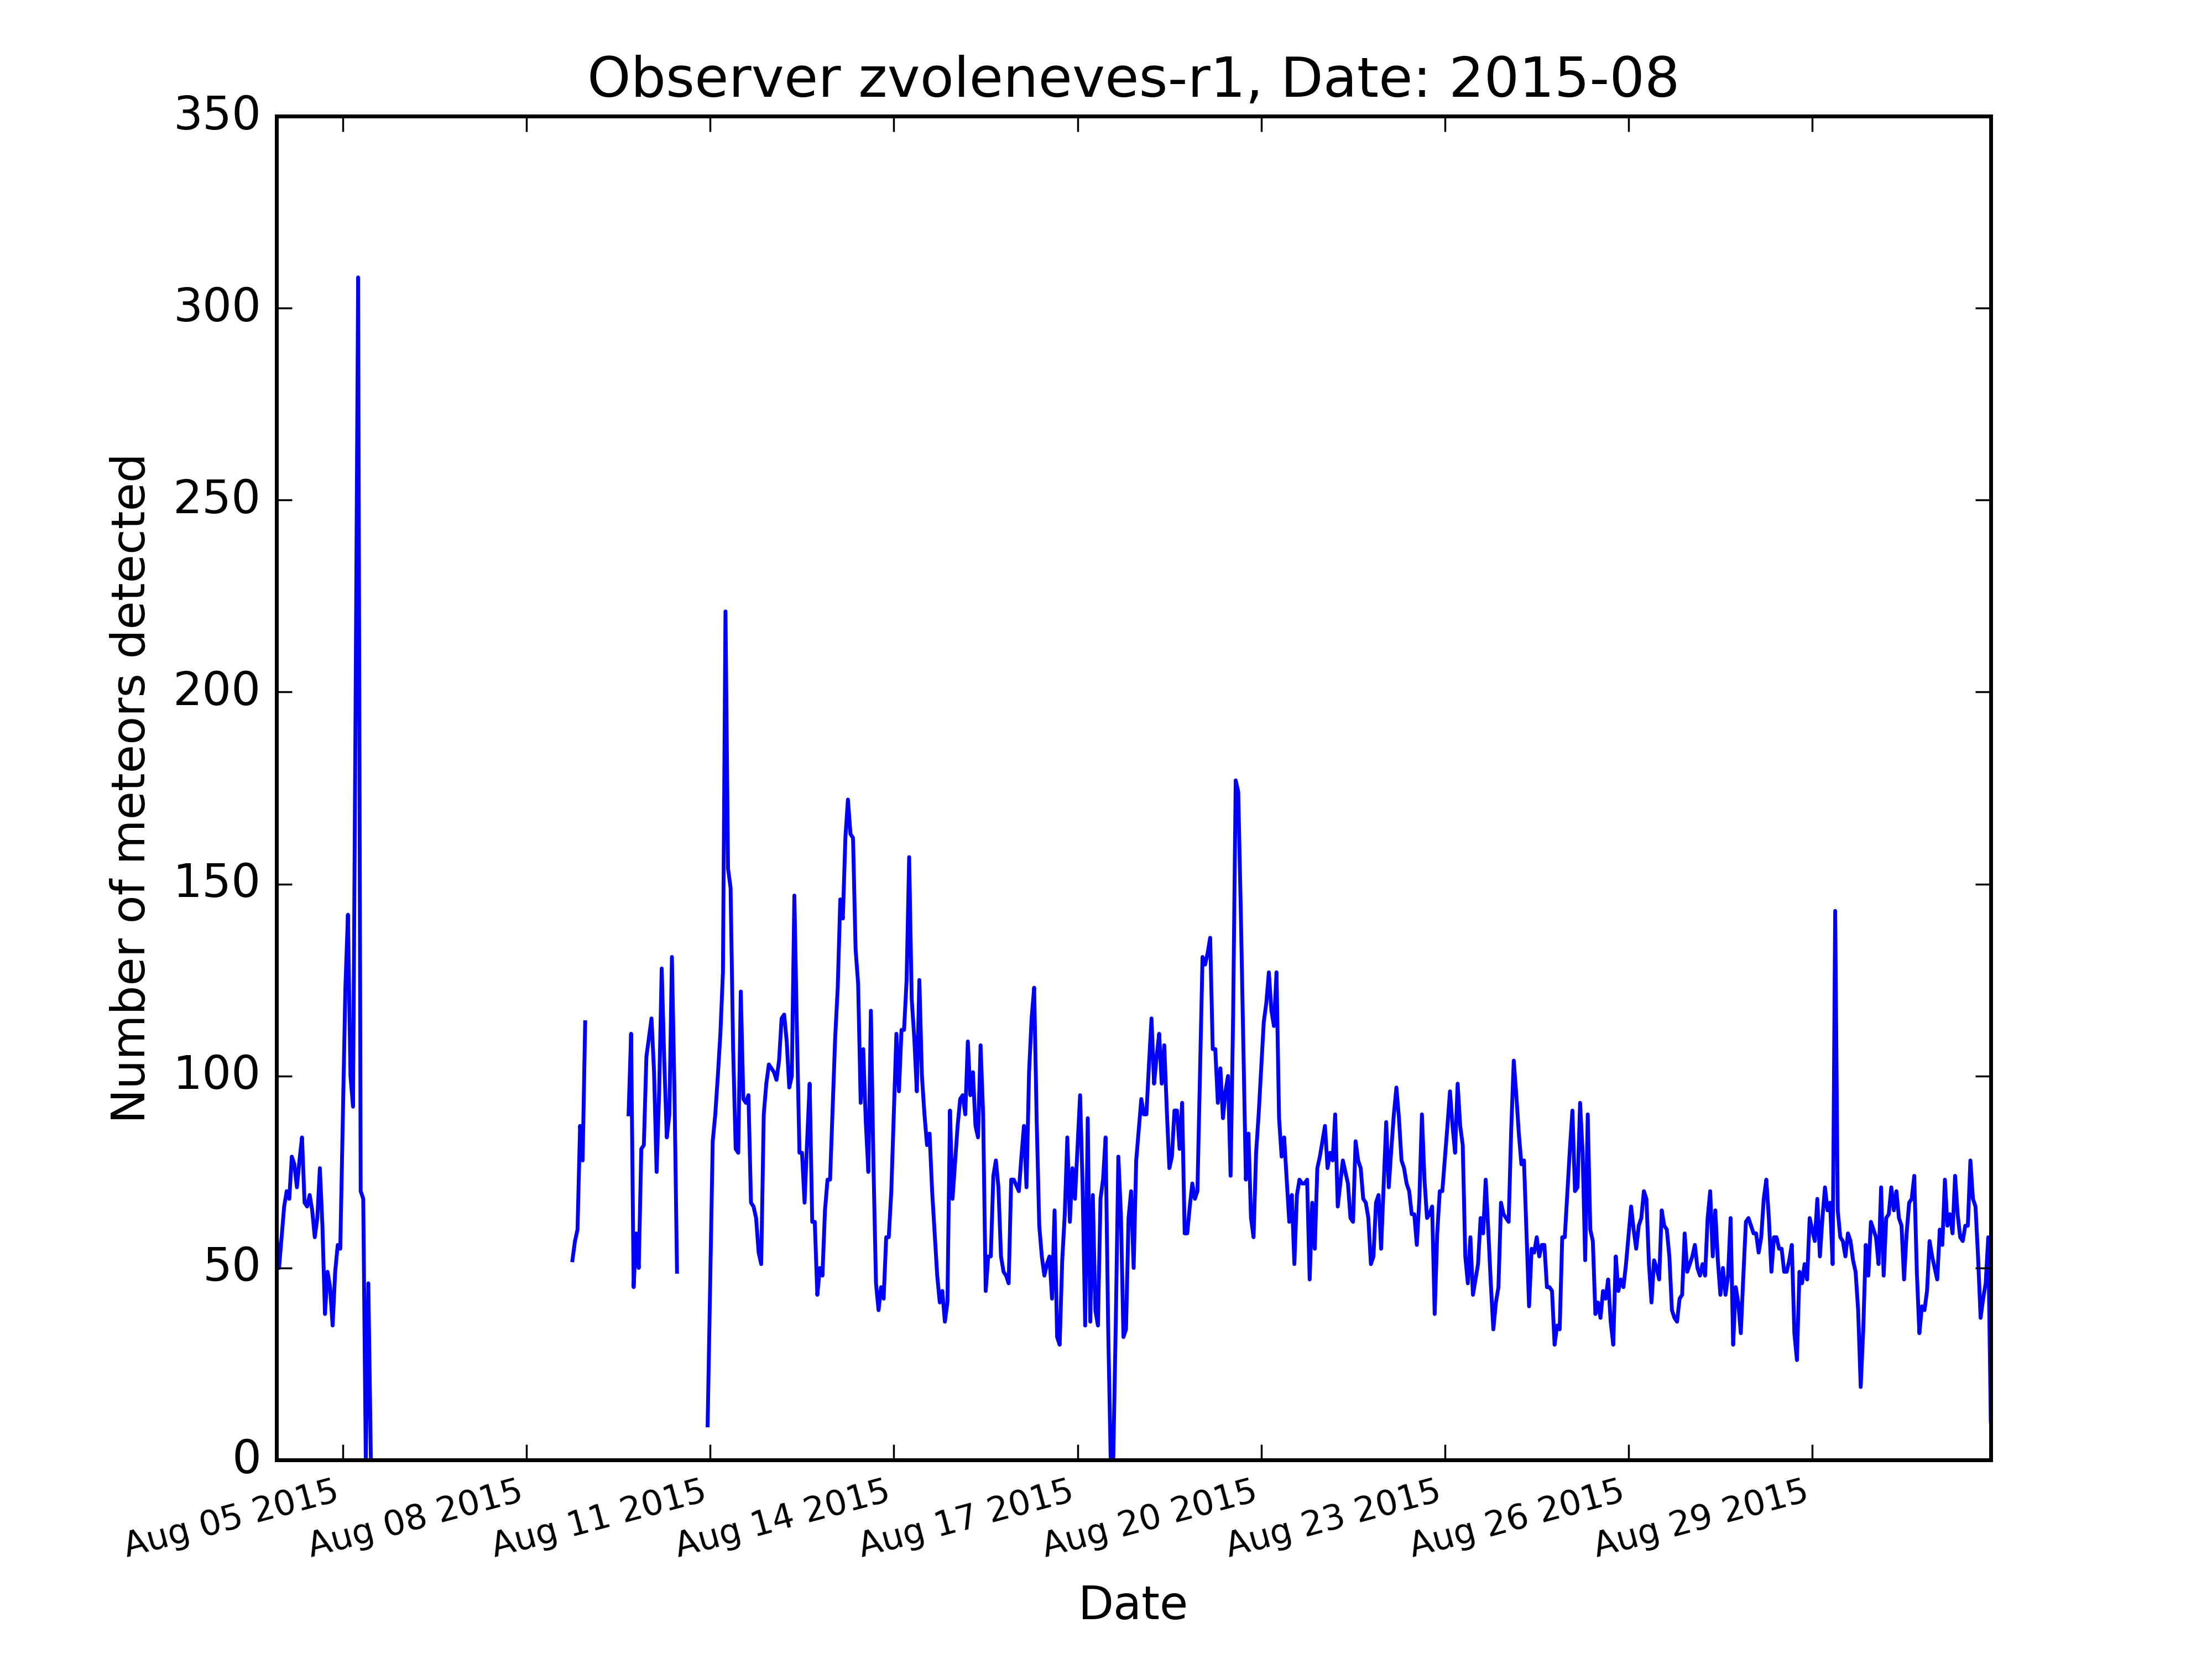 Observer zvoleneves-r1, Date: 2015-08
Number of meteors detected
350
300
250
200
150
100
50
0
Aug 05 2015
Aug 08 2015
Aug 11 2015
Aug 14 2015
Aug 17 2015
Aug 20 2015
Aug 23 2015
Aug 26 2015
Aug 29 2015
Date